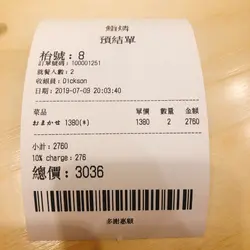 預結單
枱號：8
訂單號碼：100001251
就餐人數：2
收銀員：Dickson
日期：2019-07-09 20:03:40
菜品 單價 數量 金額
おまかせ 1380(*) 1380 2 2760
小計：2760
10% charge：276
總價：3036
多謝惠顧